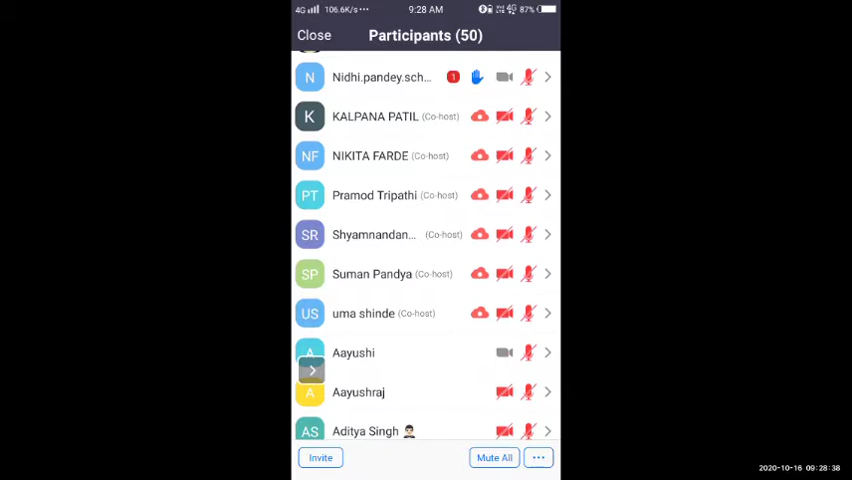 4G 106.6K/s... 9:28 AM 4G 87%
Close Participants (50)
N Nidhi.pandey.sch... 1
K KALPANA PATIL (Co-host)
NF NIKITA FARDE (Co-host)
PT Pramod Tripathi (Co-host)
SR Shyamnandan... (Co-host)
SP Suman Pandya (Co-host)
US uma shinde (Co-host)
A Aayushi
A Aayushraj
AS Aditya Singh
Invite Mute All ...
2020-10-16 09:28:38